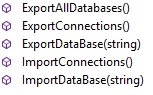 ExportAllDatabases()
ExportConnections()
ExportDataBase(string)
ImportConnections()
ImportDataBase(string)